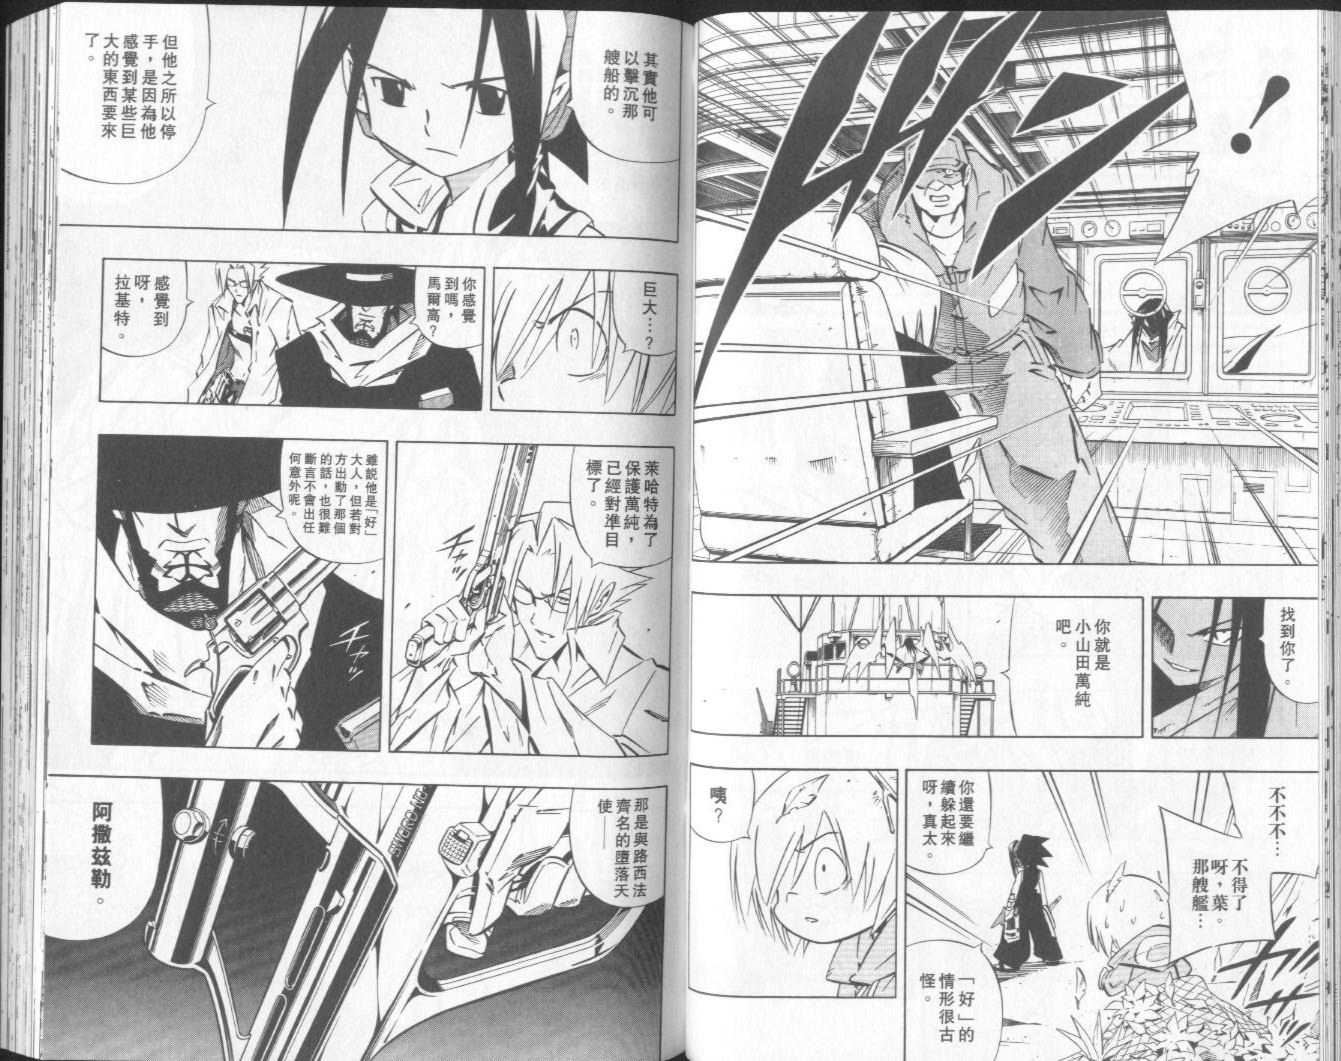 ！
找到你了。
你就是
小山田萬純
吧。
不不不…
不得了
呀，葉。
那艘艦…
你還要繼
續躲起來
呀，真太。
「好」的
情形很古
怪。
咦？
其實他可
以擊沉那
艘船的。
但他之所以停
手，是因為他
感覺到某些巨
大的東西要來
了。
巨大…？
你感覺
到嗎，
馬爾高？
感覺到
呀，
拉基特。
萊哈特為了
保護萬純，
已經對準目
標了。
雖説他是「好」
大人，但若對
方出動了那個
的話，也很難
斷言不會出任
何意外呢。
那是與路西法
齊名的墮落天
使——
SWORD NO.
阿撒茲勒。